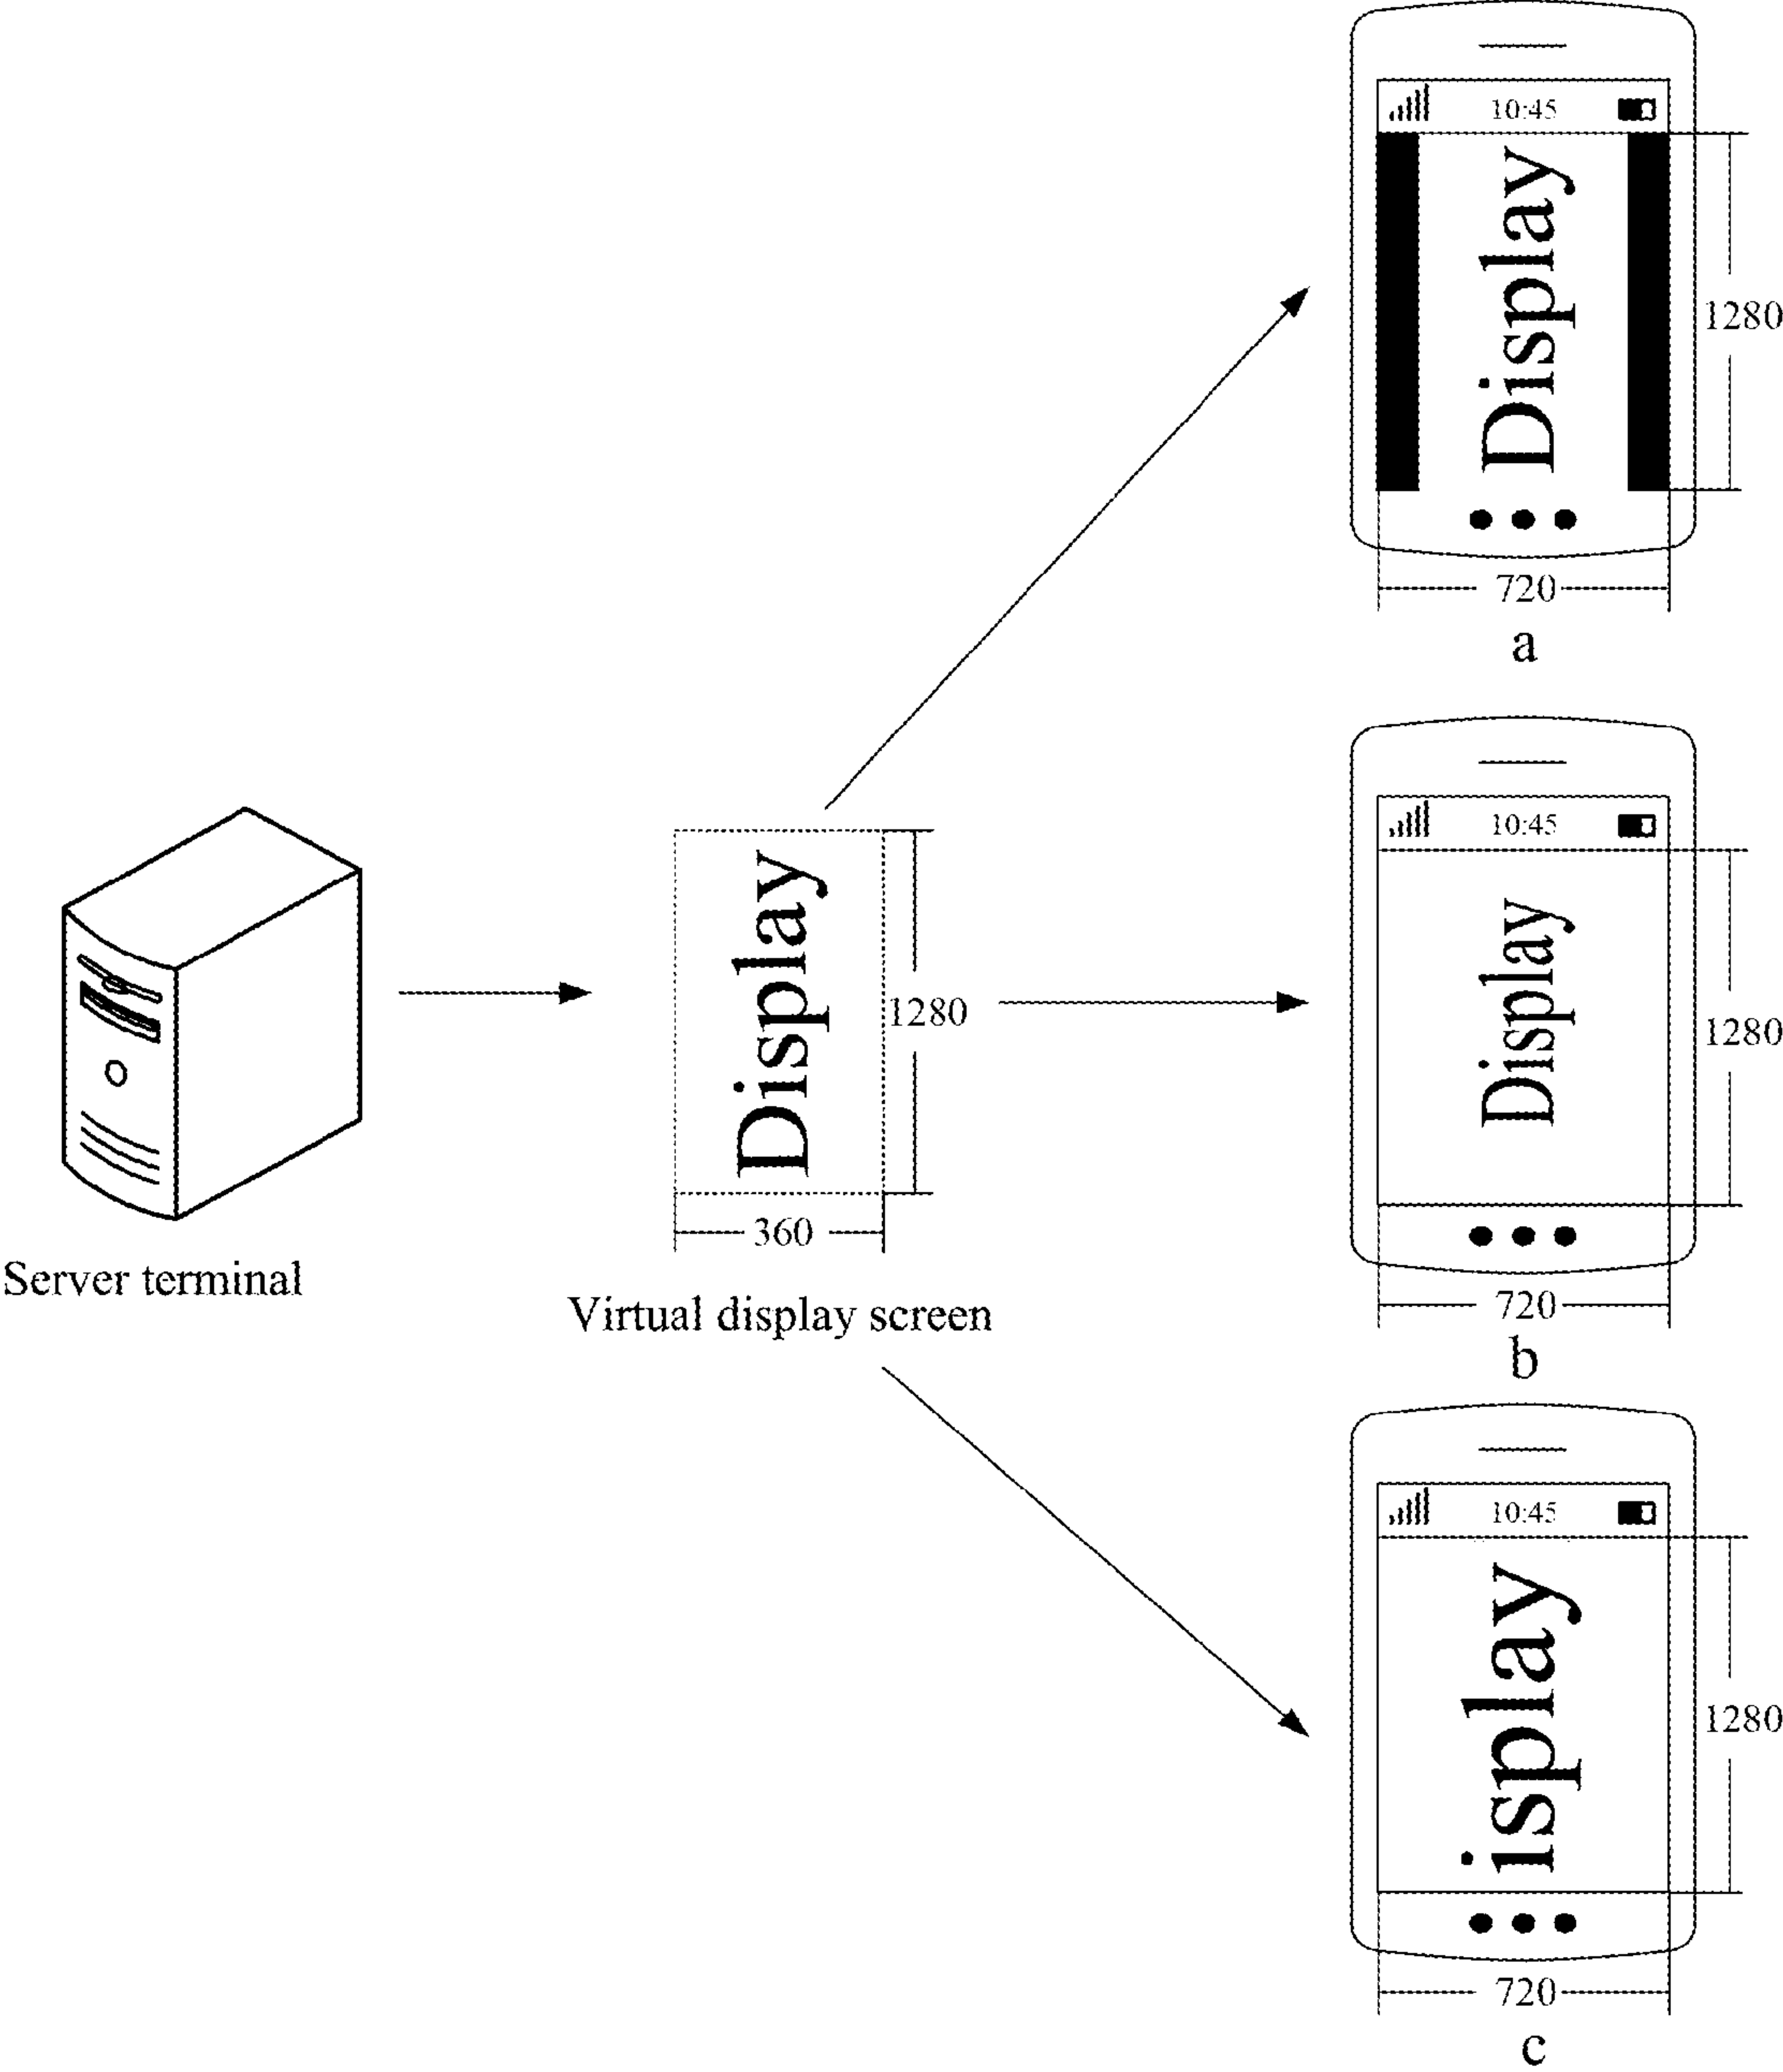 10:45
Display
1280
720
a
Server terminal
Display
1280
360
Virtual display screen
10:45
Display
1280
720
b
10:45
isplay
1280
720
c